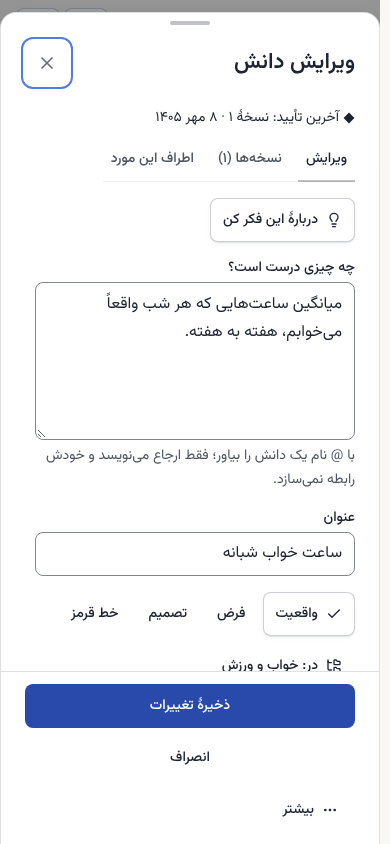 ویرایش دانش
آخرین تأیید: نسخهٔ ۱ · ۸ مهر ۱۴۰۵
ویرایش
نسخه‌ها (۱)
اطراف این مورد
دربارهٔ این فکر کن
چه چیزی درست است؟
میانگین ساعت‌هایی که هر شب واقعاً
می‌خوابم، هفته به هفته.
با @ نام یک دانش را بیاور؛ فقط ارجاع می‌نویسد و خودش
رابطه نمی‌سازد.
عنوان
ساعت خواب شبانه
واقعیت
فرض
تصمیم
خط قرمز
در: خواب و ورزش
ذخیرهٔ تغییرات
انصراف
بیشتر